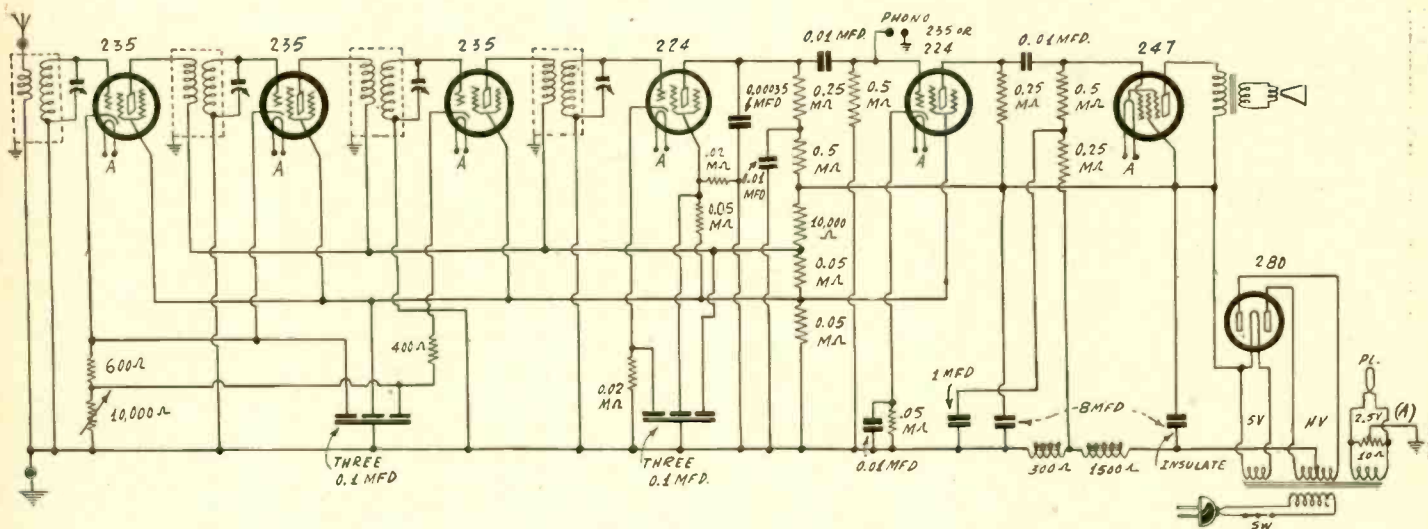 235
235
235
224
PHONO
235 OR
224
247
0.01 MFD.
0.01 MFD.
0.00035
MFD
0.25
MΩ
0.5
MΩ
0.25
MΩ
0.5
MΩ
A
A
A
A
A
A
.02
MΩ
0.01
MFD
0.5
MΩ
0.25
MΩ
0.05
MΩ
10,000
Ω
0.05
MΩ
280
600Ω
400Ω
0.05
MΩ
10,000Ω
0.02
MΩ
1 MFD
8MFD
PL.
5V
HV
2.5V
(A)
10Ω
.05
MΩ
THREE
0.1 MFD
THREE
0.1 MFD.
0.01 MFD
300Ω
1500Ω
INSULATE
SW